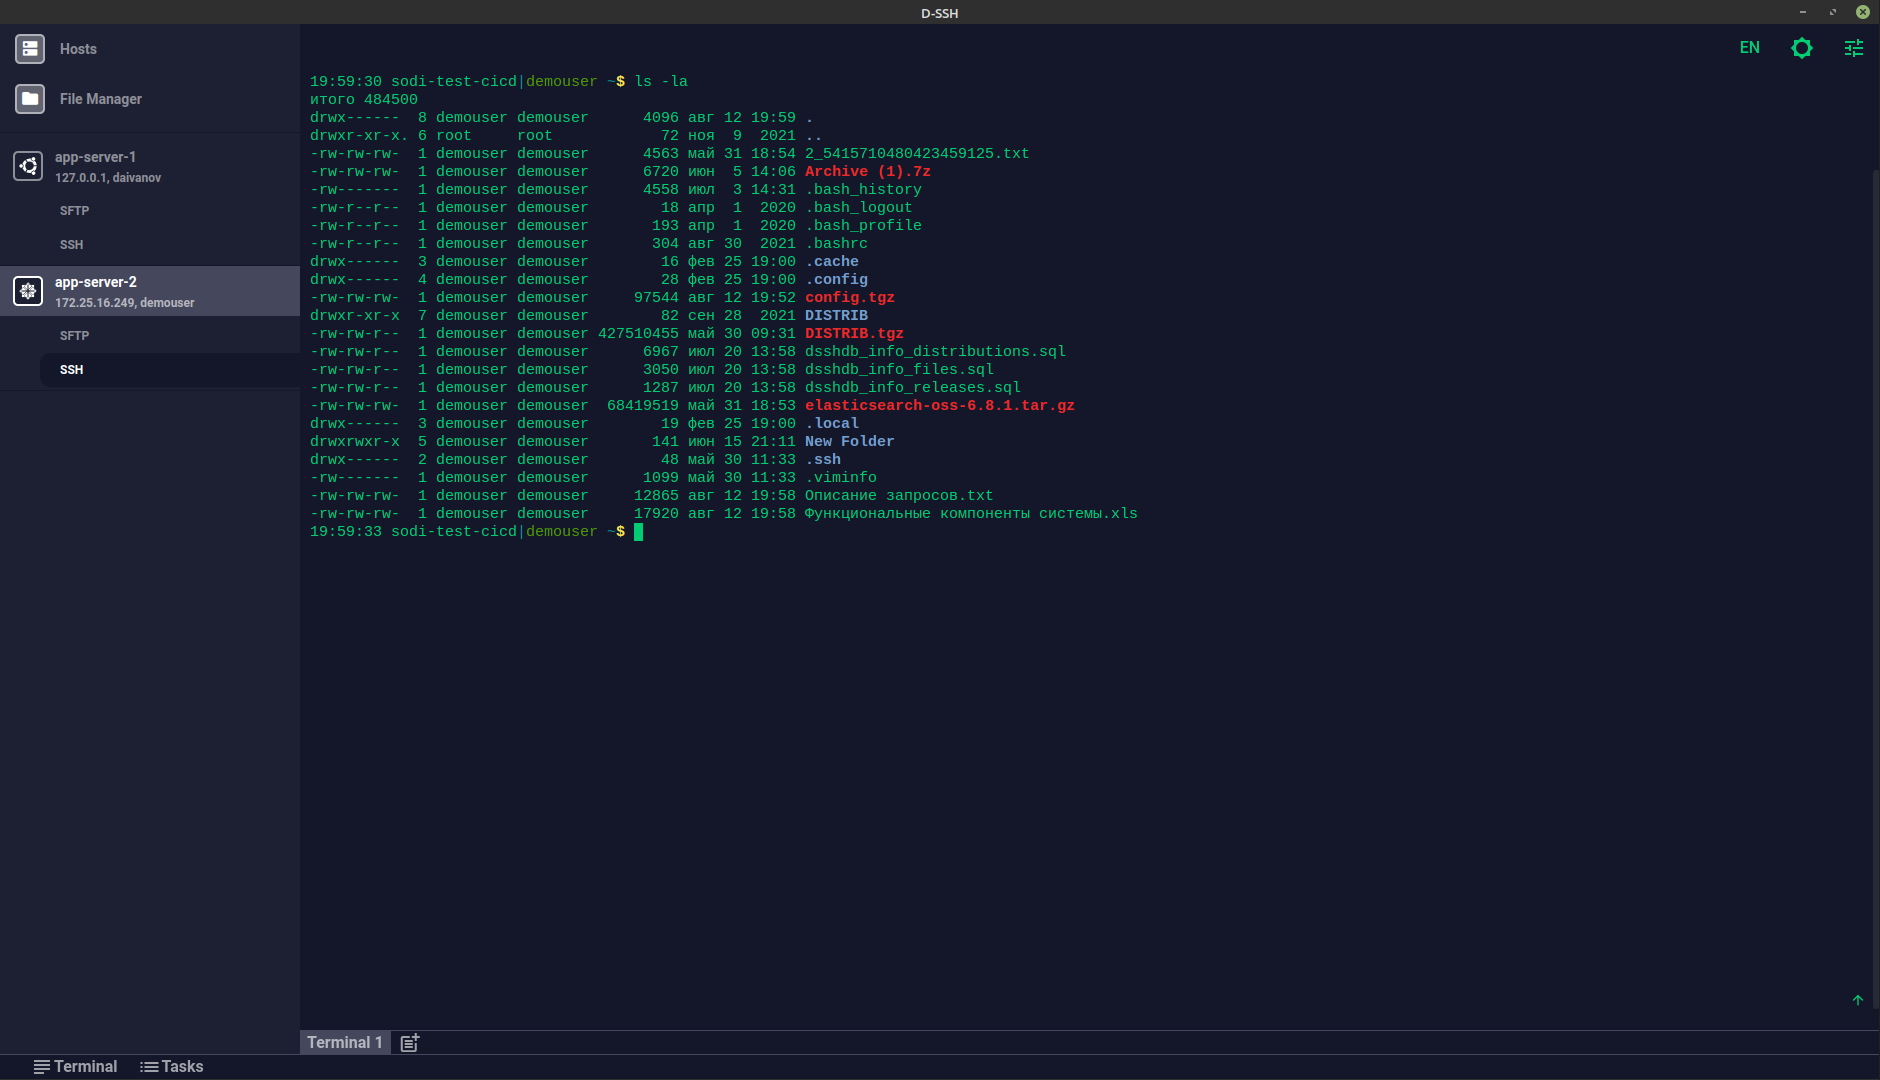 D-SSH
Hosts
File Manager
app-server-1
127.0.0.1, daivanov
SFTP
SSH
app-server-2
172.25.16.249, demouser
SFTP
SSH
EN
19:59:30 sodi-test-cicd|demouser ~$ ls -la
итого 484500
drwx------  8 demouser demouser      4096 авг 12 19:59 .
drwxr-xr-x. 6 root     root            72 ноя  9  2021 ..
-rw-rw-rw-  1 demouser demouser      4563 май 31 18:54 2_5415710480423459125.txt
-rw-rw-rw-  1 demouser demouser      6720 июн  5 14:06 Archive (1).7z
-rw-------  1 demouser demouser      4558 июл  3 14:31 .bash_history
-rw-r--r--  1 demouser demouser        18 апр  1  2020 .bash_logout
-rw-r--r--  1 demouser demouser       193 апр  1  2020 .bash_profile
-rw-r--r--  1 demouser demouser       304 авг 30  2021 .bashrc
drwx------  3 demouser demouser        16 фев 25 19:00 .cache
drwx------  4 demouser demouser        28 фев 25 19:00 .config
-rw-rw-rw-  1 demouser demouser     97544 авг 12 19:52 config.tgz
drwxr-xr-x  7 demouser demouser        82 сен 28  2021 DISTRIB
-rw-rw-r--  1 demouser demouser 427510455 май 30 09:31 DISTRIB.tgz
-rw-rw-r--  1 demouser demouser      6967 июл 20 13:58 dsshdb_info_distributions.sql
-rw-rw-r--  1 demouser demouser      3050 июл 20 13:58 dsshdb_info_files.sql
-rw-rw-r--  1 demouser demouser      1287 июл 20 13:58 dsshdb_info_releases.sql
-rw-rw-rw-  1 demouser demouser  68419519 май 31 18:53 elasticsearch-oss-6.8.1.tar.gz
drwx------  3 demouser demouser        19 фев 25 19:00 .local
drwxrwxr-x  5 demouser demouser       141 июн 15 21:11 New Folder
drwx------  2 demouser demouser        48 май 30 11:33 .ssh
-rw-------  1 demouser demouser      1099 май 30 11:33 .viminfo
-rw-rw-rw-  1 demouser demouser     12865 авг 12 19:58 Описание запросов.txt
-rw-rw-rw-  1 demouser demouser     17920 авг 12 19:58 Функциональные компоненты системы.xls
19:59:33 sodi-test-cicd|demouser ~$
Terminal 1
Terminal
Tasks